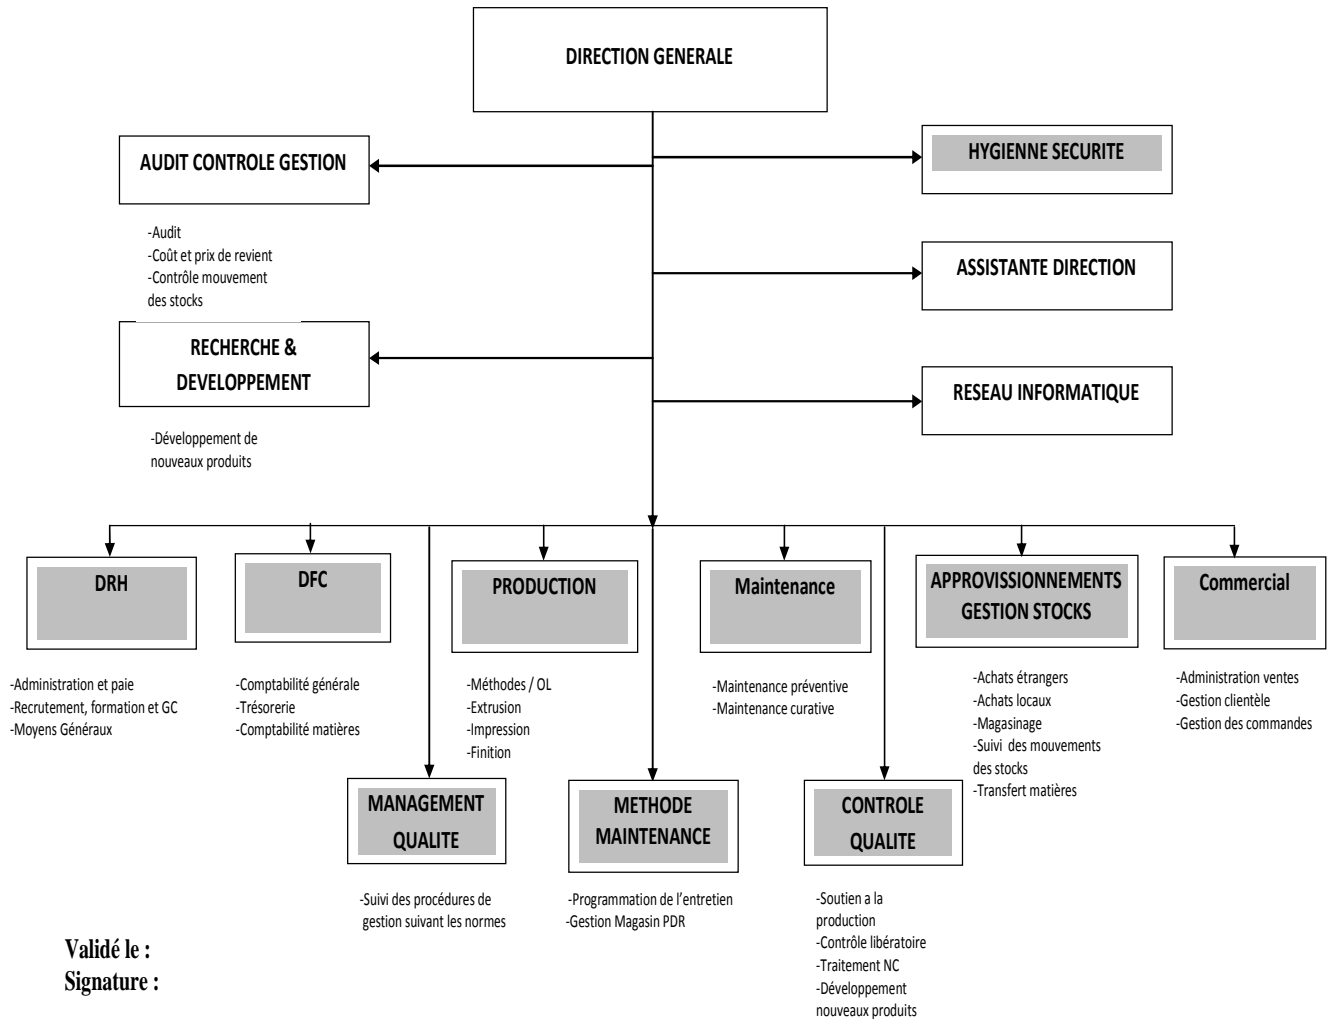 DIRECTION GENERALE
AUDIT CONTROLE GESTION
HYGIENNE SECURITE
-Audit
-Coût et prix de revient
-Contrôle mouvement
des stocks
ASSISTANTE DIRECTION
RECHERCHE &
DEVELOPPEMENT
RESEAU INFORMATIQUE
-Développement de
nouveaux produits
DRH
-Administration et paie
-Recrutement, formation et GC
-Moyens Généraux
DFC
-Comptabilité générale
-Trésorerie
-Comptabilité matières
PRODUCTION
-Méthodes / OL
-Extrusion
-Impression
-Finition
Maintenance
-Maintenance préventive
-Maintenance curative
APPROVISSIONNEMENTS
GESTION STOCKS
-Achats étrangers
-Achats locaux
-Magasinage
-Suivi des mouvements
des stocks
-Transfert matières
Commercial
-Administration ventes
-Gestion clientèle
-Gestion des commandes
MANAGEMENT
QUALITE
-Suivi des procédures de
gestion suivant les normes
METHODE
MAINTENANCE
-Programmation de l'entretien
-Gestion Magasin PDR
CONTROLE
QUALITE
-Soutien a la
production
-Contrôle libératoire
-Traitement NC
-Développement
nouveaux produits
Validé le :
Signature :